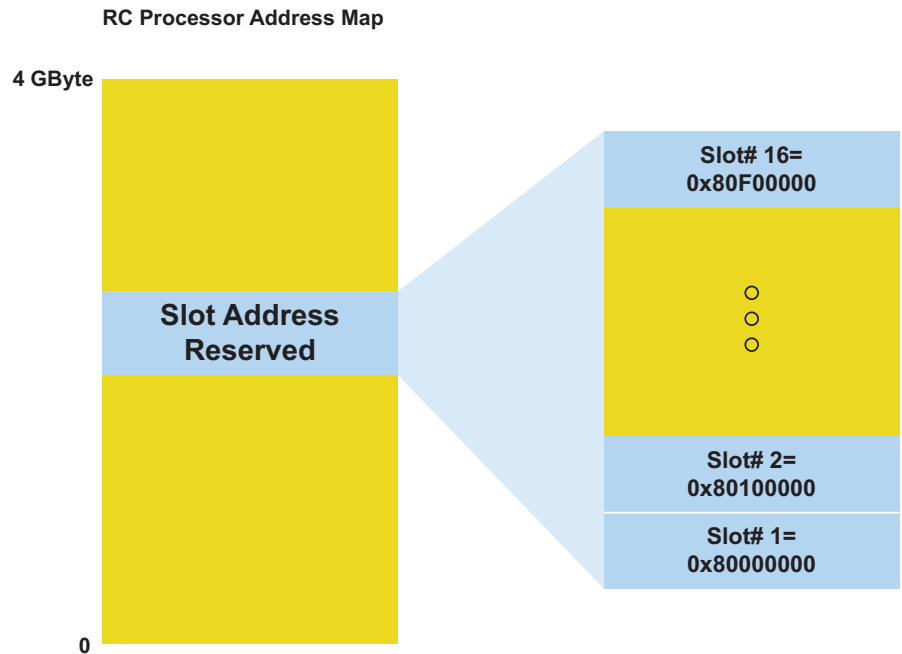 RC Processor Address Map
4 GByte
Slot Address
Reserved
0
Slot# 16=
0x80F00000
Slot# 2=
0x80100000
Slot# 1=
0x80000000